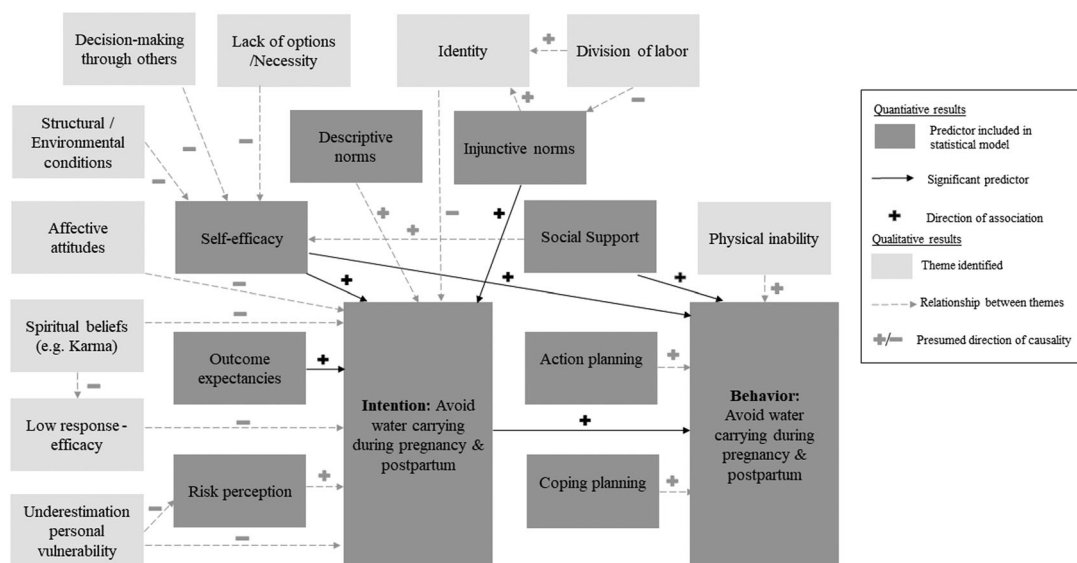 Decision-making
through others
Lack of options
/Necessity
Identity
Division of labor
Structural /
Environmental
conditions
Descriptive
norms
Injunctive norms
Affective
attitudes
Self-efficacy
Social Support
Physical inability
Spiritual beliefs
(e.g. Karma)
Outcome
expectancies
Action planning
Intention: Avoid
water carrying
during pregnancy &
postpartum
Behavior:
Avoid water
carrying during
pregnancy &
postpartum
Low response-
efficacy
Risk perception
Coping planning
Underestimation
personal
vulnerability
Quantiative results
Predictor included in
statistical model
Significant predictor
Direction of association
Qualitative results
Theme identified
Relationship between themes
+/− Presumed direction of causality